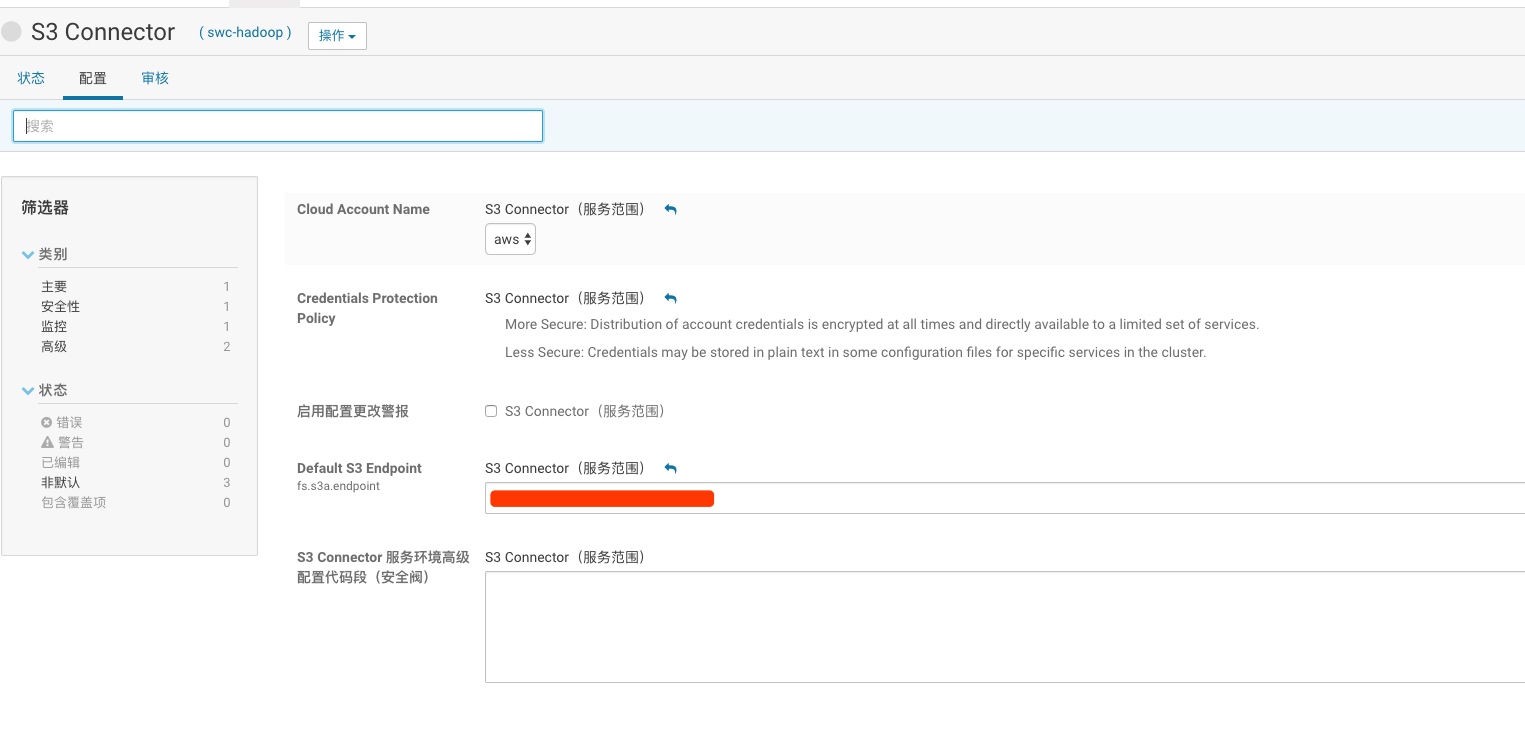 S3 Connector ( swc-hadoop ) 操作
状态 配置 审核
搜索
筛选器
类别
主要 1
安全性 1
监控 1
高级 2
状态
错误 0
警告 0
已编辑 0
非默认 3
包含覆盖项 0
Cloud Account Name S3 Connector（服务范围）
aws
Credentials Protection Policy S3 Connector（服务范围）
More Secure: Distribution of account credentials is encrypted at all times and directly available to a limited set of services.
Less Secure: Credentials may be stored in plain text in some configuration files for specific services in the cluster.
启用配置更改警报 S3 Connector（服务范围）
Default S3 Endpoint S3 Connector（服务范围）
fs.s3a.endpoint
S3 Connector 服务环境高级 S3 Connector（服务范围）
配置代码段（安全阀）